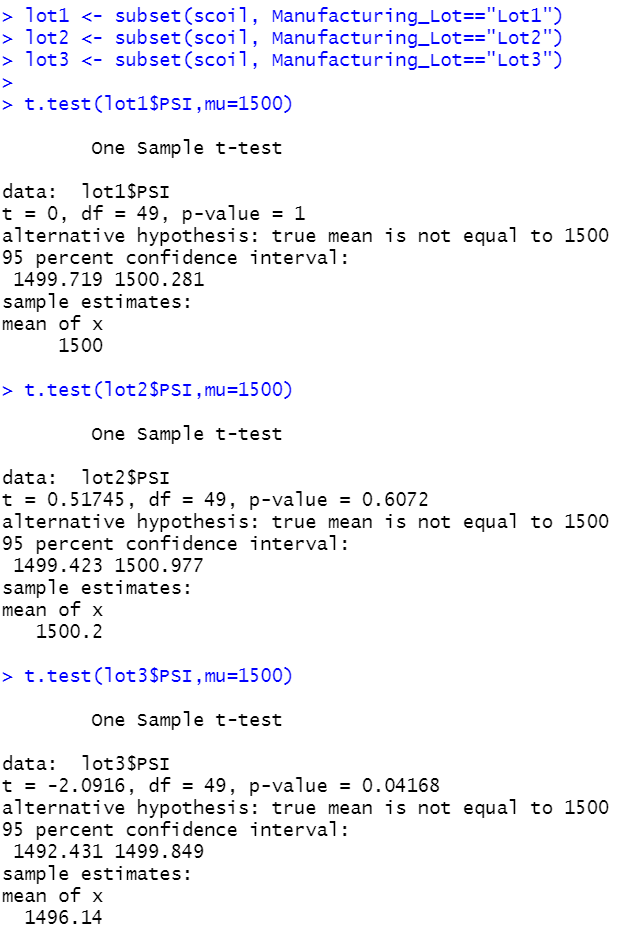 > lot1 <- subset(scoil, Manufacturing_Lot=="Lot1")
> lot2 <- subset(scoil, Manufacturing_Lot=="Lot2")
> lot3 <- subset(scoil, Manufacturing_Lot=="Lot3")
>
> t.test(lot1$PSI,mu=1500)
One Sample t-test
data:  lot1$PSI
t = 0, df = 49, p-value = 1
alternative hypothesis: true mean is not equal to 1500
95 percent confidence interval:
1499.719 1500.281
sample estimates:
mean of x
1500
> t.test(lot2$PSI,mu=1500)
One Sample t-test
data:  lot2$PSI
t = 0.51745, df = 49, p-value = 0.6072
alternative hypothesis: true mean is not equal to 1500
95 percent confidence interval:
1499.423 1500.977
sample estimates:
mean of x
1500.2
> t.test(lot3$PSI,mu=1500)
One Sample t-test
data:  lot3$PSI
t = -2.0916, df = 49, p-value = 0.04168
alternative hypothesis: true mean is not equal to 1500
95 percent confidence interval:
1492.431 1499.849
sample estimates:
mean of x
1496.14